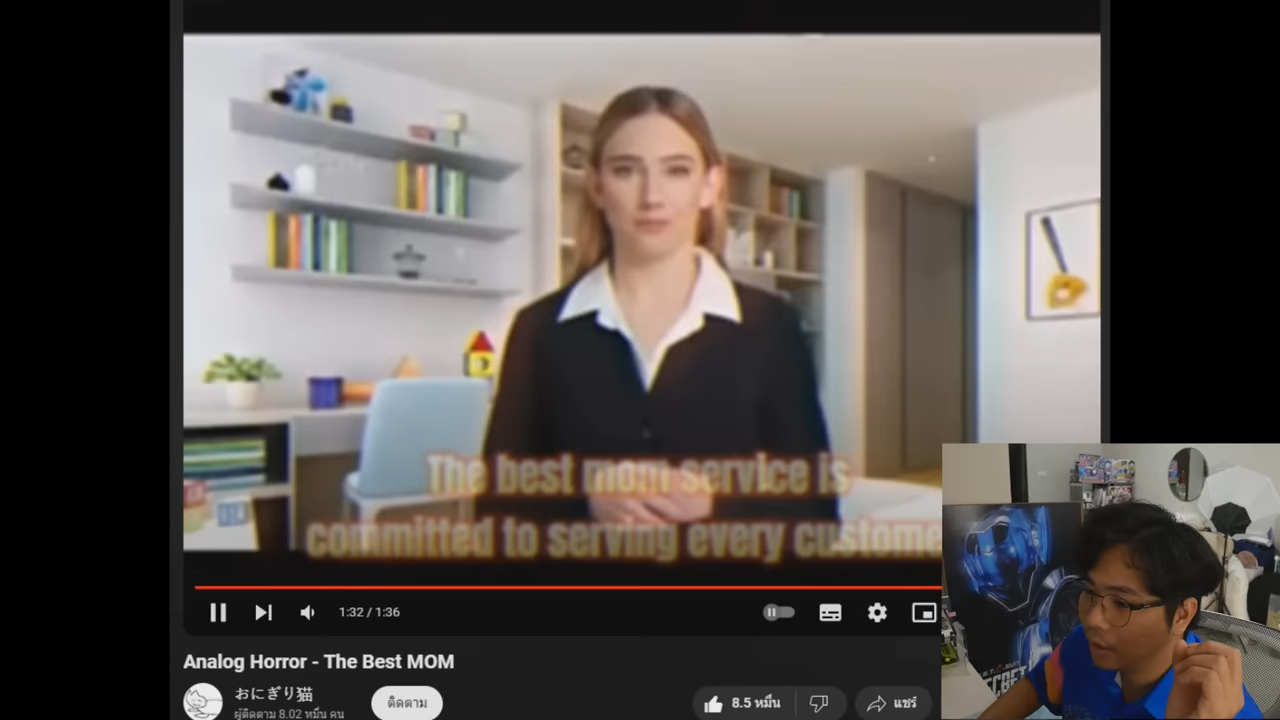 The best mom service is
committed to serving every custome
1:32 / 1:36
Analog Horror - The Best MOM
おにぎり猫
ผู้ติดตาม 8.02 หมื่น คน
ติดตาม
8.5 หมื่น
แชร์